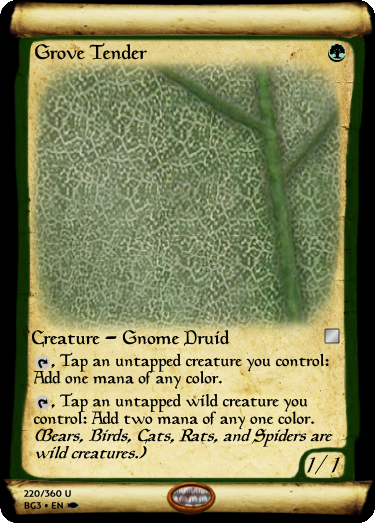 Grove Tender
Creature – Gnome Druid
, Tap an untapped creature you control:
Add one mana of any color.
, Tap an untapped wild creature you
control: Add two mana of any one color.
(Bears, Birds, Cats, Rats, and Spiders are
wild creatures.)
1/1
220/360 U
BG3 • EN